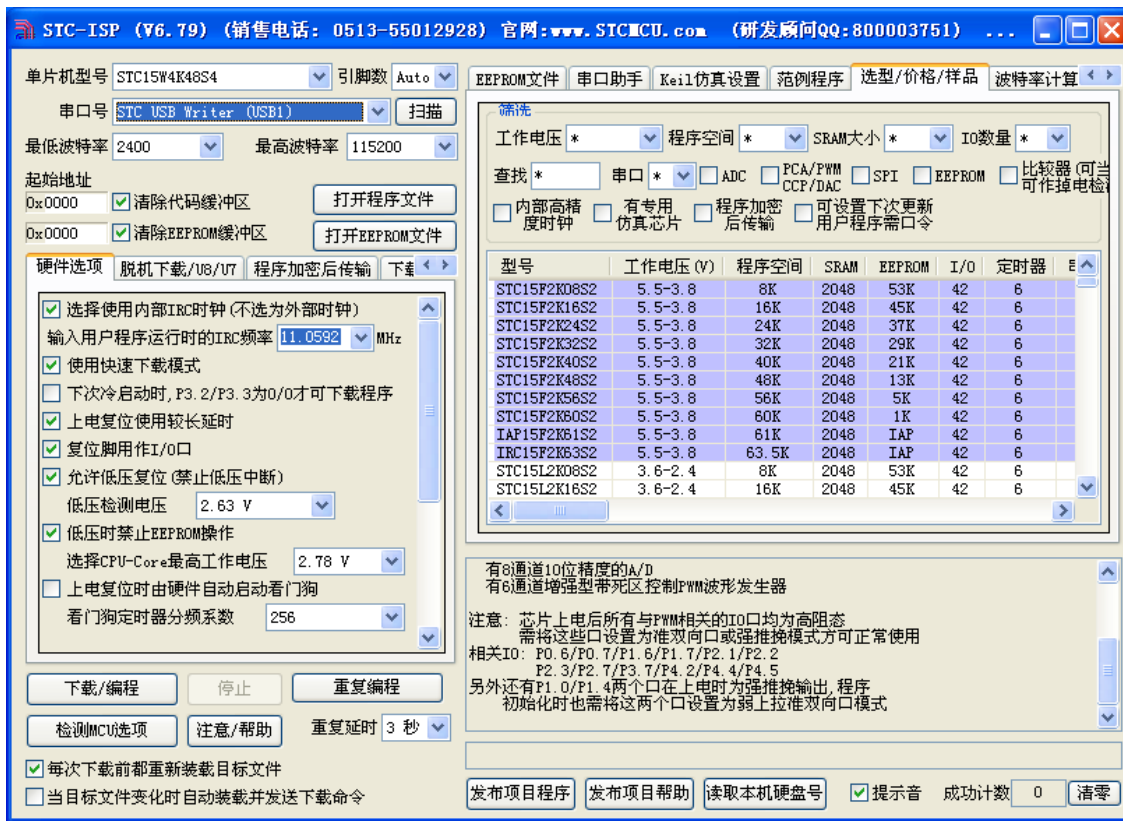 STC-ISP (V6.79) (销售电话: 0513-55012928) 官网:www.STCMCU.com (研发顾问QQ:800003751) ...
单片机型号 STC15W4K48S4 引脚数 Auto
串口号 STC USB Writer (USB1) 扫描
最低波特率 2400 最高波特率 115200
起始地址
0x0000 清除代码缓冲区 打开程序文件
0x0000 清除EEPROM缓冲区 打开EEPROM文件
硬件选项 脱机下载/U8/U7 程序加密后传输 下载
选择使用内部IRC时钟(不选为外部时钟)
输入用户程序运行时的IRC频率 11.0592 MHz
使用快速下载模式
下次冷启动时,P3.2/P3.3为0/0才可下载程序
上电复位使用较长延时
复位脚用作I/O口
允许低压复位(禁止低压中断)
低压检测电压 2.63 V
低压时禁止EEPROM操作
选择CPU-Core最高工作电压 2.78 V
上电复位时由硬件自动启动看门狗
看门狗定时器分频系数 256
下载/编程 停止 重复编程
检测MCU选项 注意/帮助 重复延时 3 秒
每次下载前都重新装载目标文件
当目标文件变化时自动装载并发送下载命令
EEPROM文件 串口助手 Keil仿真设置 范例程序 选型/价格/样品 波特率计算
筛选
工作电压 * 程序空间 * SRAM大小 * IO数量 *
查找 * 串口 * ADC PCA/PWM CCP/DAC SPI EEPROM 比较器(可当 可作掉电检
内部高精度时钟 有专用仿真芯片 程序加密后传输 可设置下次更新用户程序需口令
型号 工作电压(V) 程序空间 SRAM EEPROM I/O 定时器
STC15F2K08S2 5.5-3.8 8K 2048 53K 42 6
STC15F2K16S2 5.5-3.8 16K 2048 45K 42 6
STC15F2K24S2 5.5-3.8 24K 2048 37K 42 6
STC15F2K32S2 5.5-3.8 32K 2048 29K 42 6
STC15F2K40S2 5.5-3.8 40K 2048 21K 42 6
STC15F2K48S2 5.5-3.8 48K 2048 13K 42 6
STC15F2K56S2 5.5-3.8 56K 2048 5K 42 6
STC15F2K60S2 5.5-3.8 60K 2048 1K 42 6
IAP15F2K61S2 5.5-3.8 61K 2048 IAP 42 6
IRC15F2K63S2 5.5-3.8 63.5K 2048 IAP 42 6
STC15L2K08S2 3.6-2.4 8K 2048 53K 42 6
STC15L2K16S2 3.6-2.4 16K 2048 45K 42 6
有8通道10位精度的A/D
有6通道增强型带死区控制PWM波形发生器
注意: 芯片上电后所有与PWM相关的IO口均为高阻态
需将这些口设置为准双向口或强推挽模式方可正常使用
相关IO: P0.6/P0.7/P1.6/P1.7/P2.1/P2.2
P2.3/P2.7/P3.7/P4.2/P4.4/P4.5
另外还有P1.0/P1.4两个口在上电时为强推挽输出,程序
初始化时也需将这两个口设置为弱上拉准双向口模式
发布项目程序 发布项目帮助 读取本机硬盘号 提示音 成功计数 0 清零